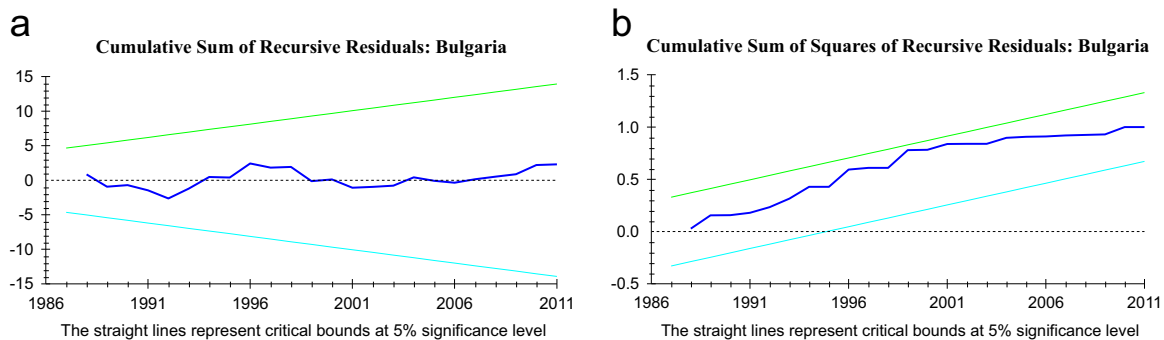 a
Cumulative Sum of Recursive Residuals: Bulgaria
15
10
5
0
-5
-10
-15
1986 1991 1996 2001 2006 2011
The straight lines represent critical bounds at 5% significance level
b
Cumulative Sum of Squares of Recursive Residuals: Bulgaria
1.5
1.0
0.5
0.0
-0.5
1986 1991 1996 2001 2006 2011
The straight lines represent critical bounds at 5% significance level